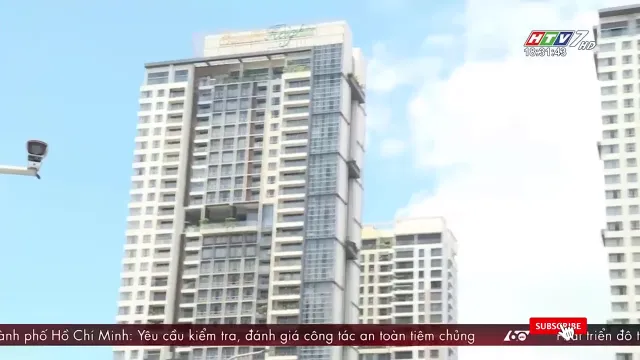 HTV7 HD
18:31:43
ành phố Hồ Chí Minh: Yêu cầu kiểm tra, đánh giá công tác an toàn tiêm chủng
SUBSCRIBE
át triển đô t